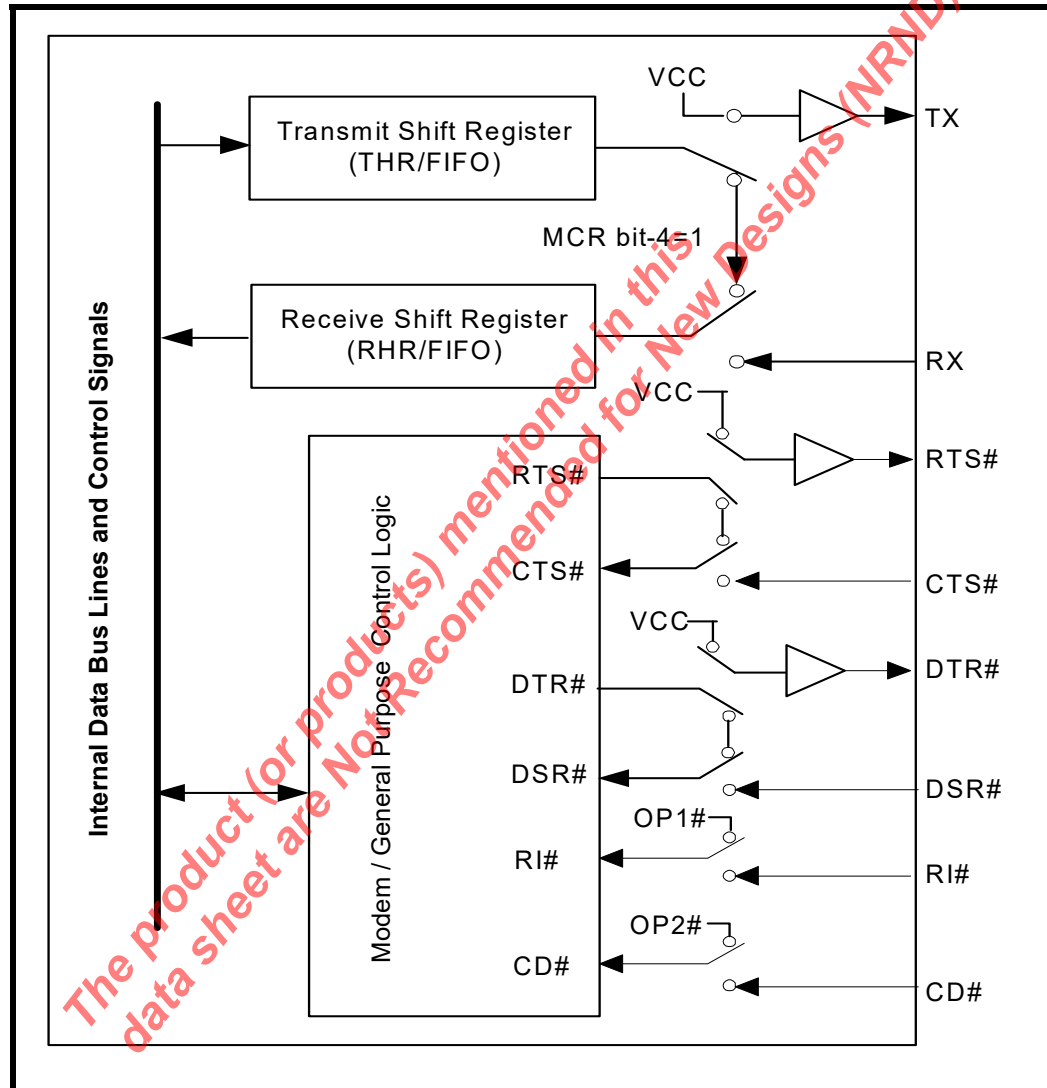 VCC
TX
Transmit Shift Register
(THR/FIFO)
MCR bit-4=1
Receive Shift Register
(RHR/FIFO)
RX
VCC
RTS#
RTS#
CTS#
CTS#
VCC
DTR#
DTR#
DSR#
DSR#
OP1#
RI#
RI#
OP2#
CD#
CD#
Internal Data Bus Lines and Control Signals
Modem / General Purpose Control Logic
The product (or products) mentioned in this
data sheet are Not Recommended for New Designs (NRND)